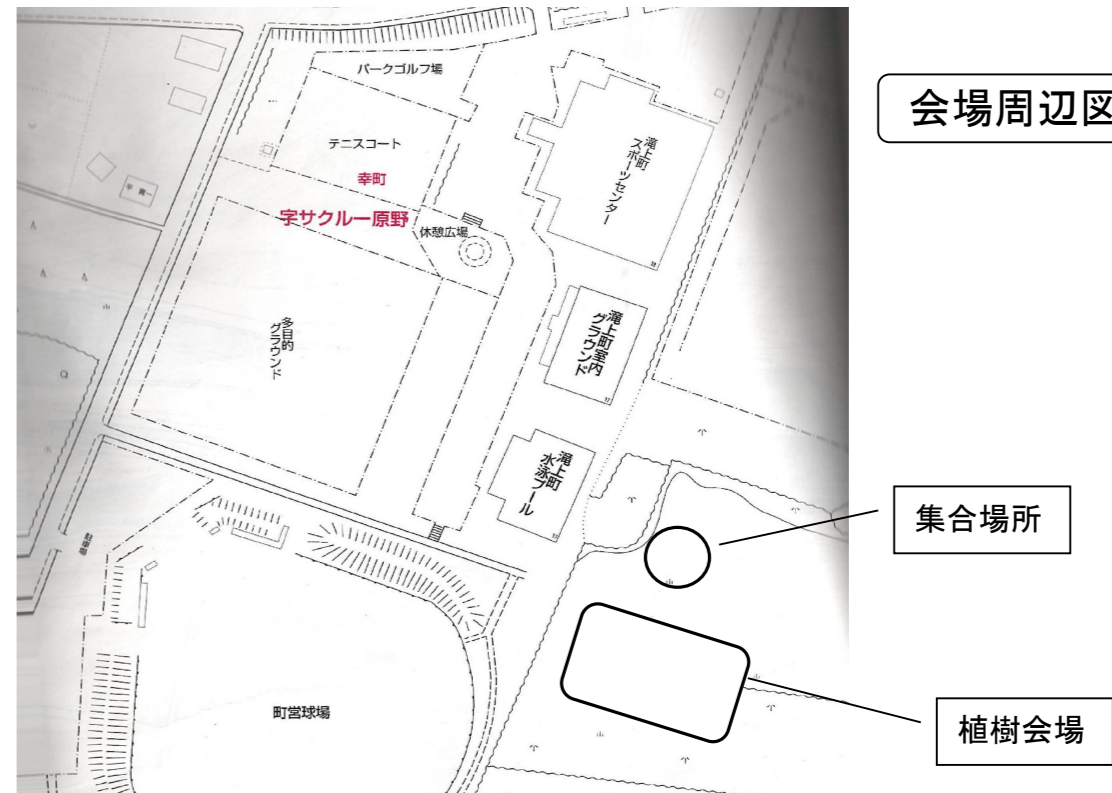 会場周辺図
パークゴルフ場
テニスコート
幸町
字サクルー原野
休憩広場
滝上町
スポーツセンター
多目的
グラウンド
滝上町室内
グラウンド
滝上町
水泳プール
集合場所
駐車場
町営球場
植樹会場